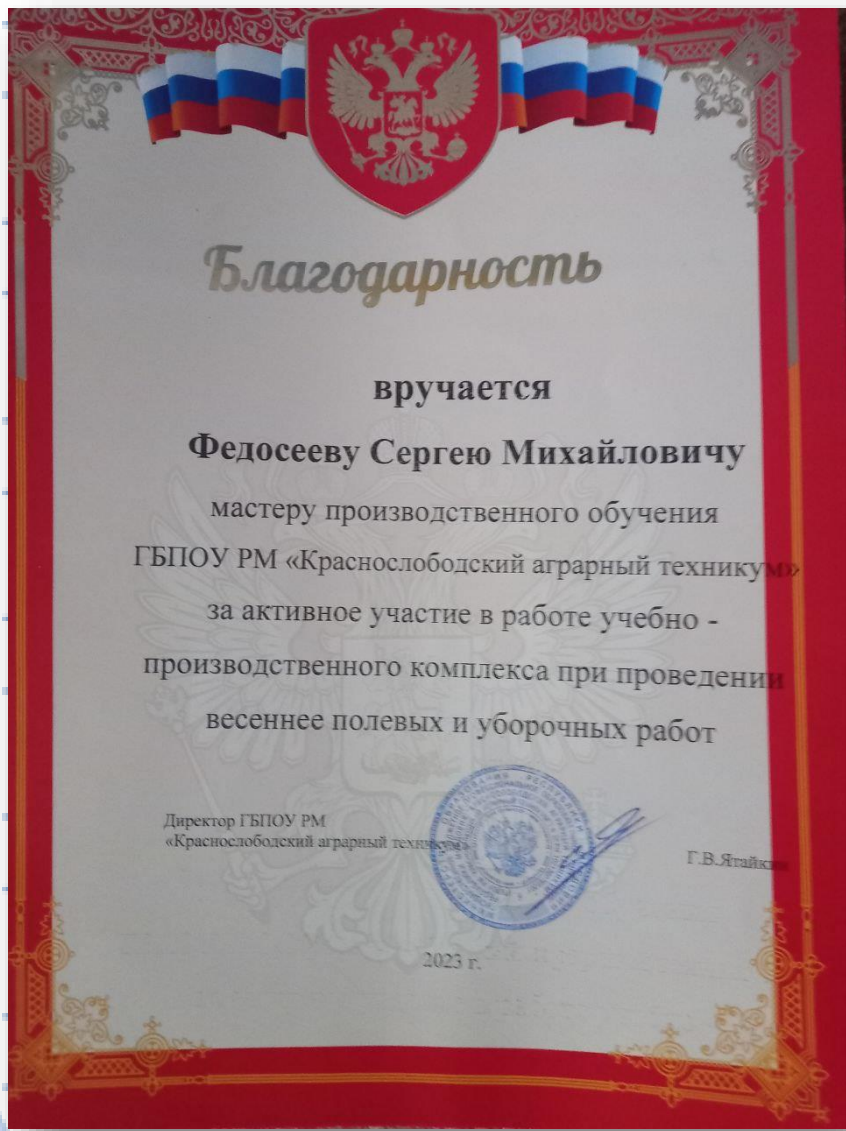 Благодарность
вручается
Федосееву Сергею Михайловичу
мастеру производственного обучения
ГБПОУ РМ «Краснослободский аграрный техникум»
за активное участие в работе учебно -
производственного комплекса при проведении
весеннее полевых и уборочных работ
Директор ГБПОУ РМ
«Краснослободский аграрный техникум»
Г.В.Ятайкин
2023 г.